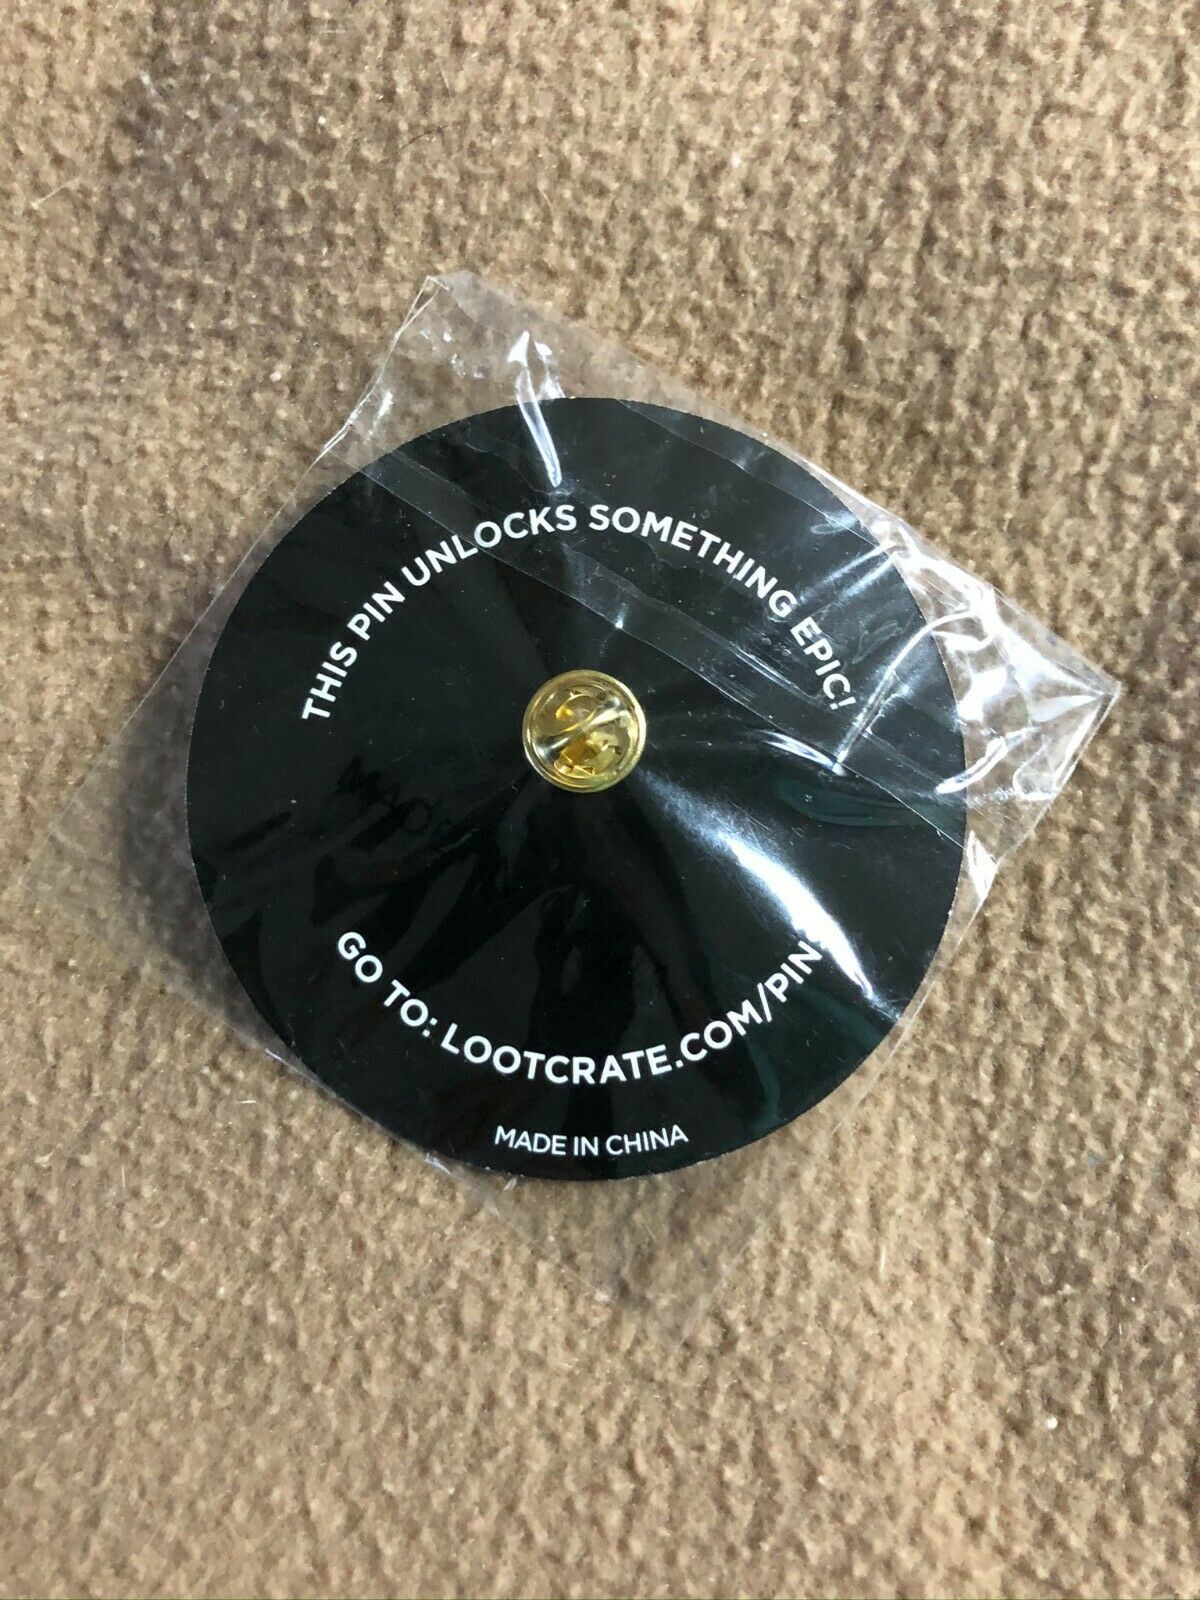 THIS PIN UNLOCKS SOMETHING EPIC!
GO TO: LOOTCRATE.COM/PIN
MADE IN CHINA